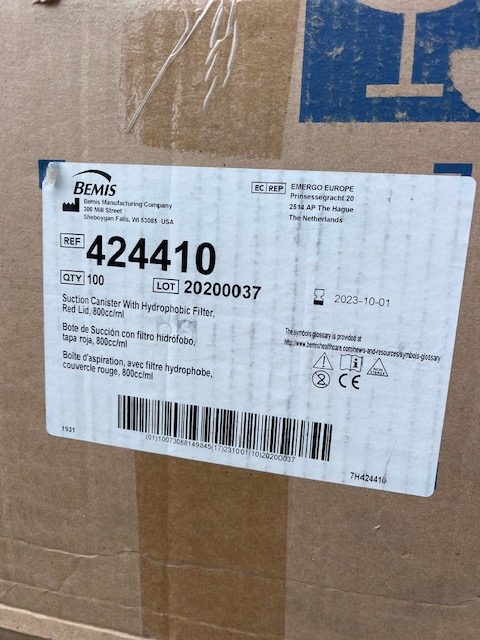 BEMIS
Bemis Manufacturing Company
300 Mill Street
Sheboygan Falls, WI 53085 USA
EC REP EMERGO EUROPE
Prinsessegracht 20
2514 AP The Hague
The Netherlands
REF 424410
QTY 100
LOT 20200037
2023-10-01
Suction Canister With Hydrophobic Filter,
Red Lid, 800cc/ml
Bote de Succión con filtro hidrófobo,
tapa roja, 800cc/ml
Boîte d'aspiration, avec filtre hydrophobe,
couvercle rouge, 800cc/ml
The symbols glossary is provided at
http://www.bemishealthcare.com/news-and-resources/symbols-glossary
CE
1931
(01)10073088149845(17)231001(10)20200037
7H424410